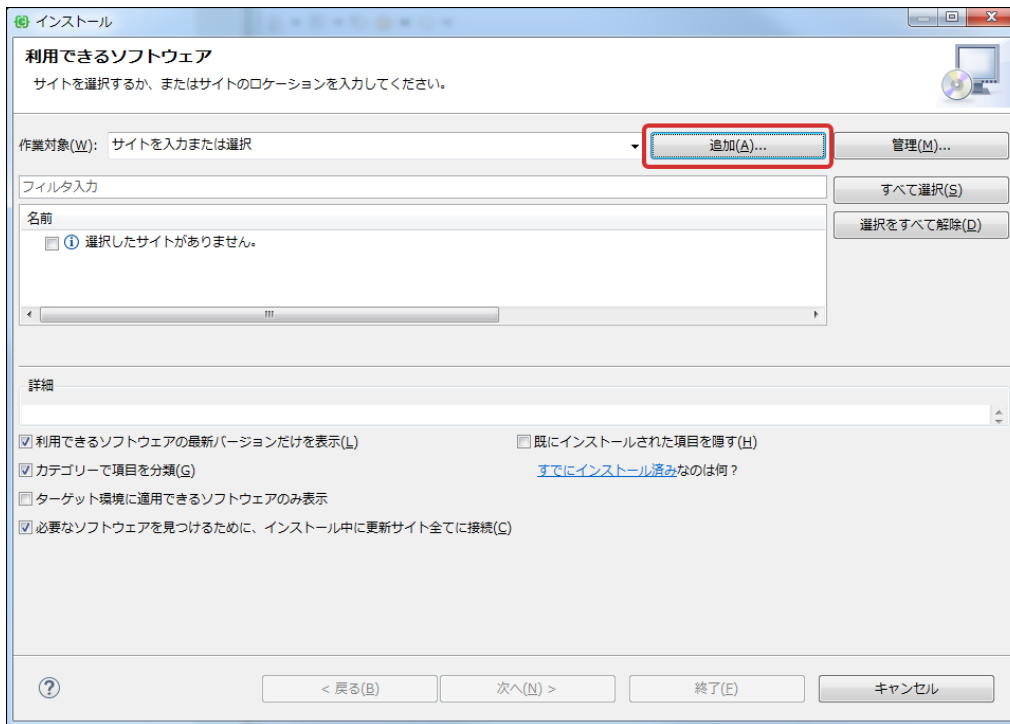 インストール
利用できるソフトウェア
サイトを選択するか、またはサイトのロケーションを入力してください。
作業対象(W): サイトを入力または選択 追加(A)... 管理(M)...
フィルタ入力 すべて選択(S)
名前 選択をすべて解除(D)
選択したサイトがありません。
詳細
利用できるソフトウェアの最新バージョンだけを表示(L) 既にインストールされた項目を隠す(H)
カテゴリーで項目を分類(G) すでにインストール済みなのは何？
ターゲット環境に適用できるソフトウェアのみ表示
必要なソフトウェアを見つけるために、インストール中に更新サイト全てに接続(C)
< 戻る(B) 次へ(N) > 終了(F) キャンセル